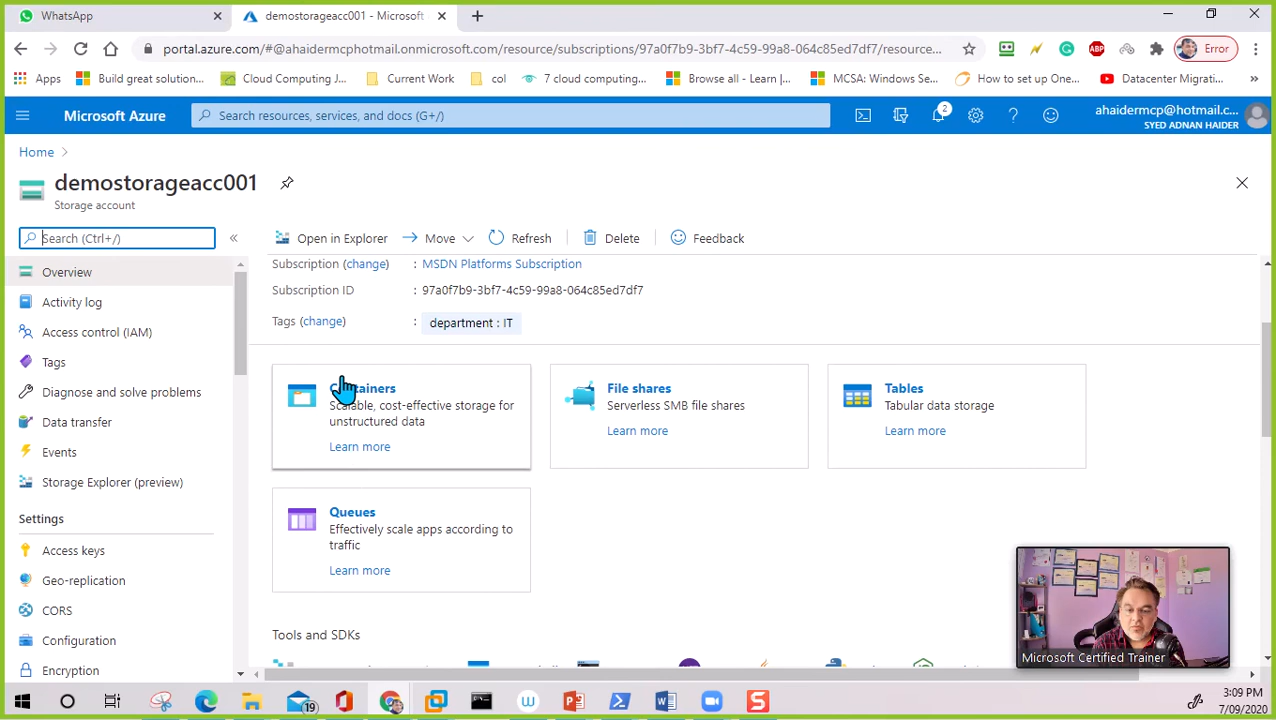 WhatsApp
demostorageacc001 - Microsoft
portal.azure.com/#@ahaidermcphotmail.onmicrosoft.com/resource/subscriptions/97a0f7b9-3bf7-4c59-99a8-064c85ed7df7/resource...
ABP
Error
Apps
Build great solution...
Cloud Computing J...
Current Work
col
7 cloud computing...
Browse all - Learn |...
MCSA: Windows Se...
How to set up One...
Datacenter Migrati...
»
Microsoft Azure
Search resources, services, and docs (G+/)
2
ahaidermcp@hotmail.c...
SYED ADNAN HAIDER
Home >
demostorageacc001
Storage account
Search (Ctrl+/)
«
Open in Explorer
Move
Refresh
Delete
Feedback
Overview
Activity log
Access control (IAM)
Tags
Diagnose and solve problems
Data transfer
Events
Storage Explorer (preview)
Settings
Access keys
Geo-replication
CORS
Configuration
Encryption
Subscription (change) : MSDN Platforms Subscription
Subscription ID : 97a0f7b9-3bf7-4c59-99a8-064c85ed7df7
Tags (change) : department : IT
Containers
Scalable, cost-effective storage for
unstructured data
Learn more
File shares
Serverless SMB file shares
Learn more
Tables
Tabular data storage
Learn more
Queues
Effectively scale apps according to
traffic
Learn more
Tools and SDKs
Microsoft Certified Trainer
19
3:09 PM
7/09/2020